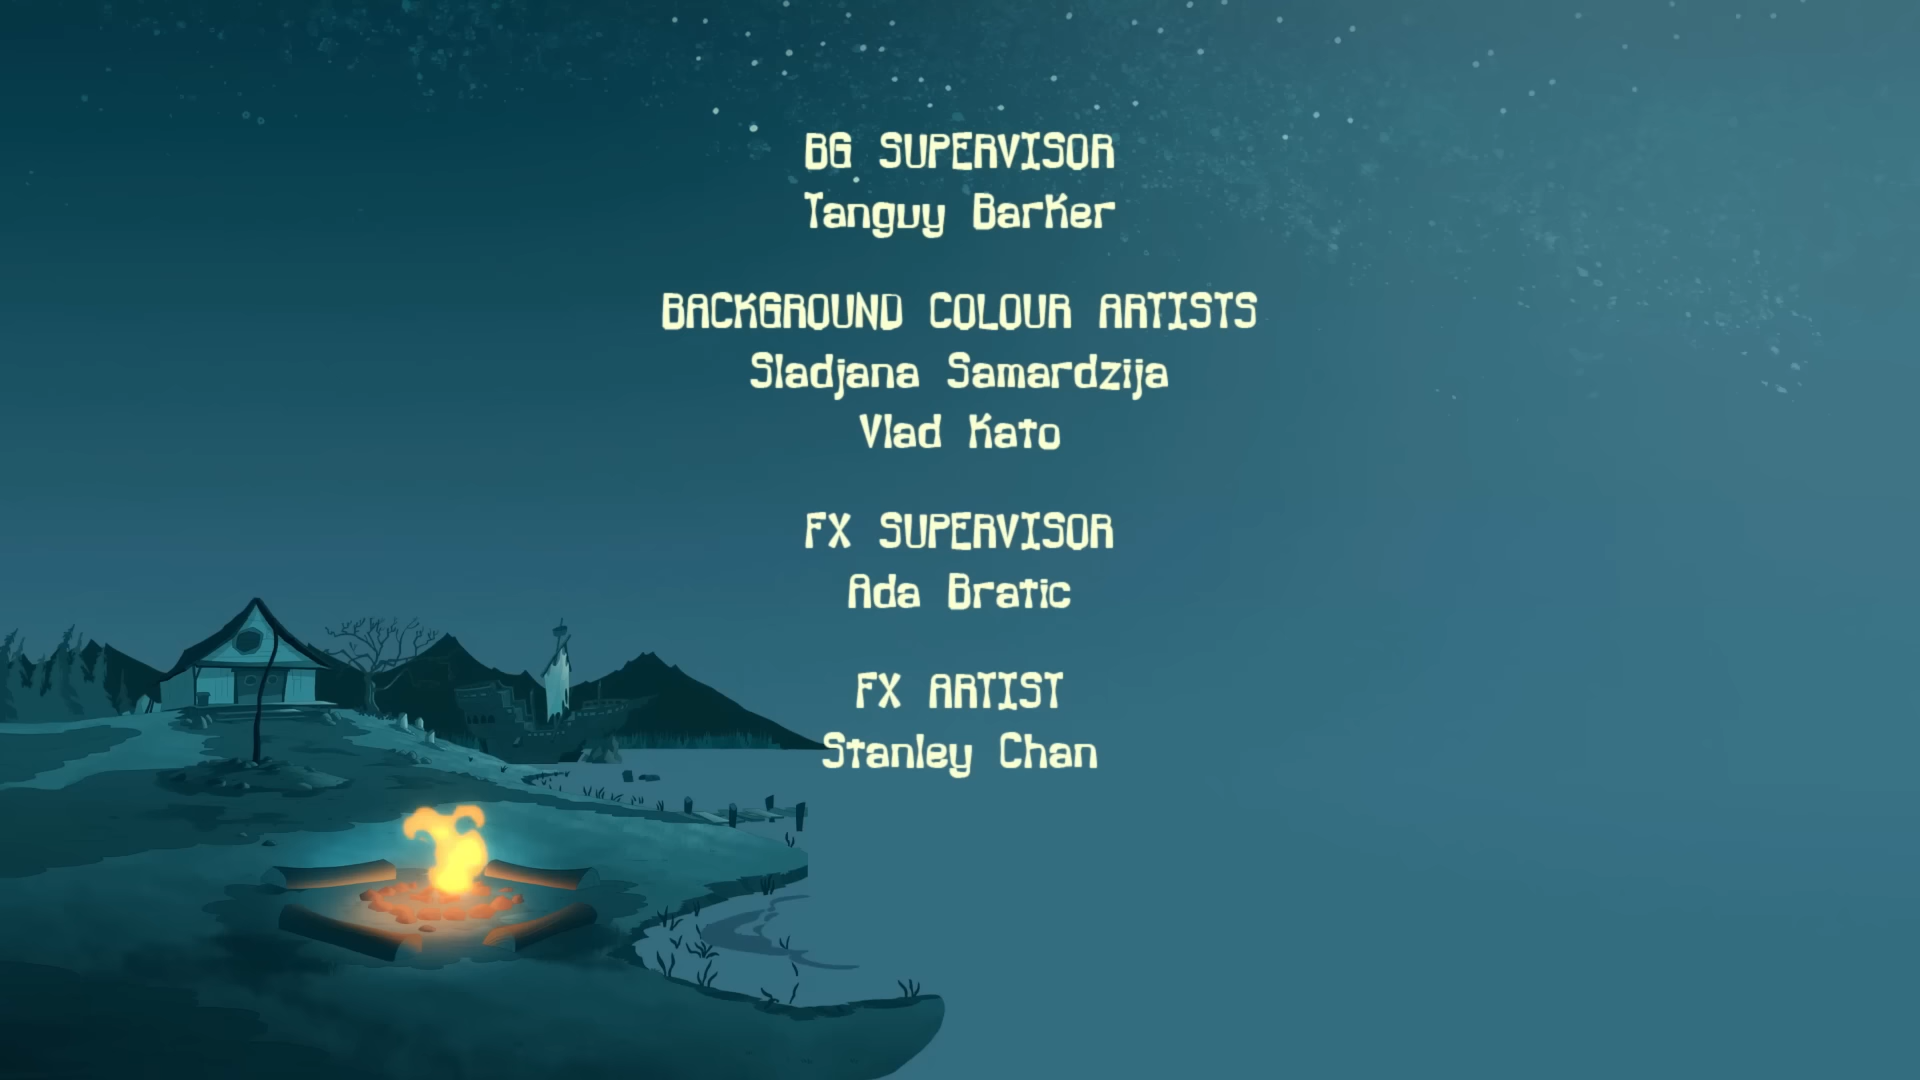 BG SUPERVISOR
Tanguy Barker
BACKGROUND COLOUR ARTISTS
Sladjana Samardzija
Vlad Kato
FX SUPERVISOR
Ada Bratic
FX ARTIST
Stanley Chan